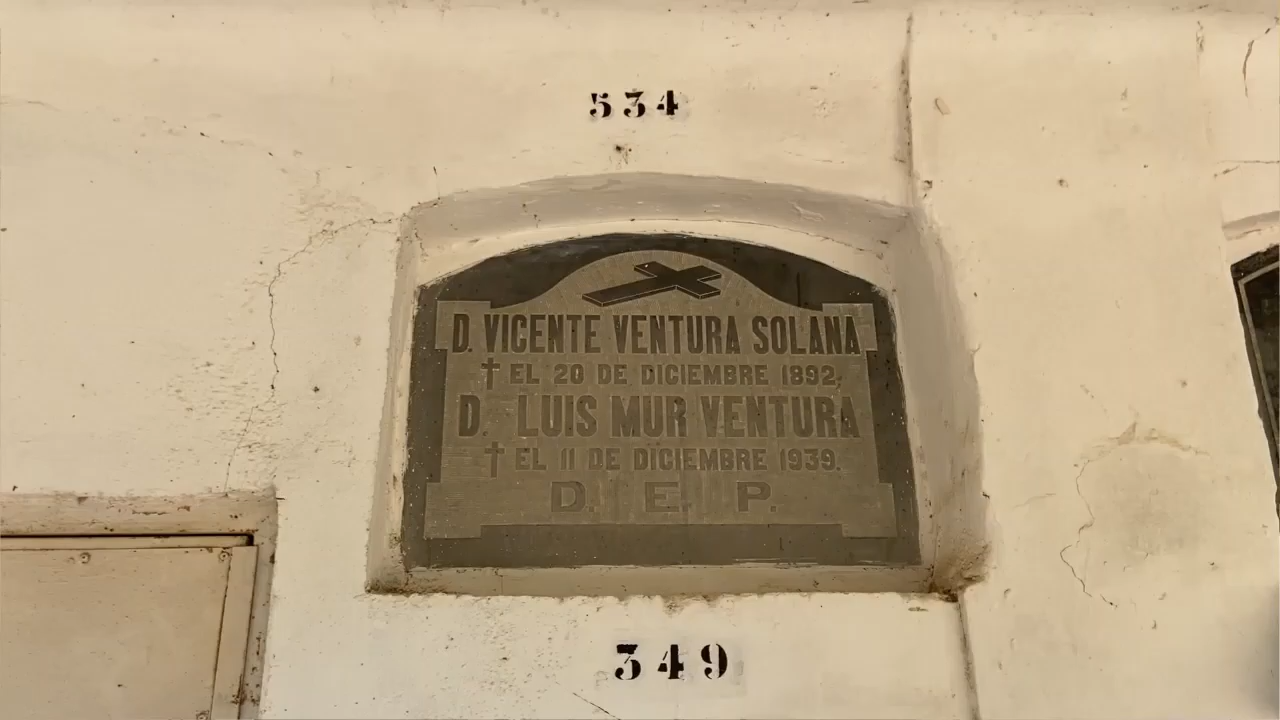 534
D. VICENTE VENTURA SOLANA
† EL 20 DE DICIEMBRE 1892,
D. LUIS MUR VENTURA
† EL 11 DE DICIEMBRE 1939.
D. E. P.
349